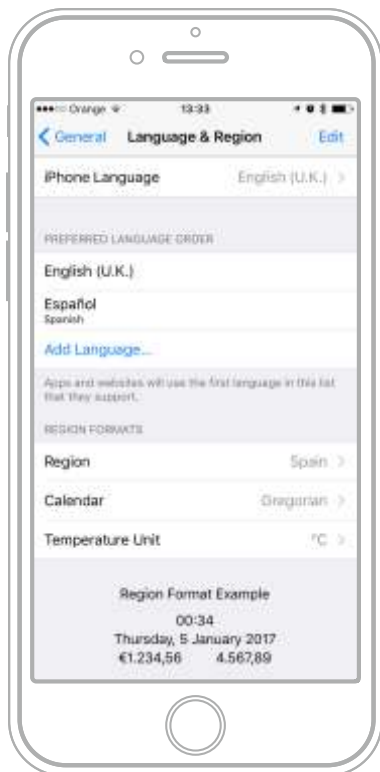 Orange 13:33
General Language & Region Edit
iPhone Language English (U.K.) >
PREFERRED LANGUAGE ORDER
English (U.K.)
Español
Spanish
Add Language...
Apps and websites will use the first language in this list
that they support.
REGION FORMATS
Region Spain >
Calendar Gregorian >
Temperature Unit °C >
Region Format Example
00:34
Thursday, 5 January 2017
€1.234,56 4.567,89